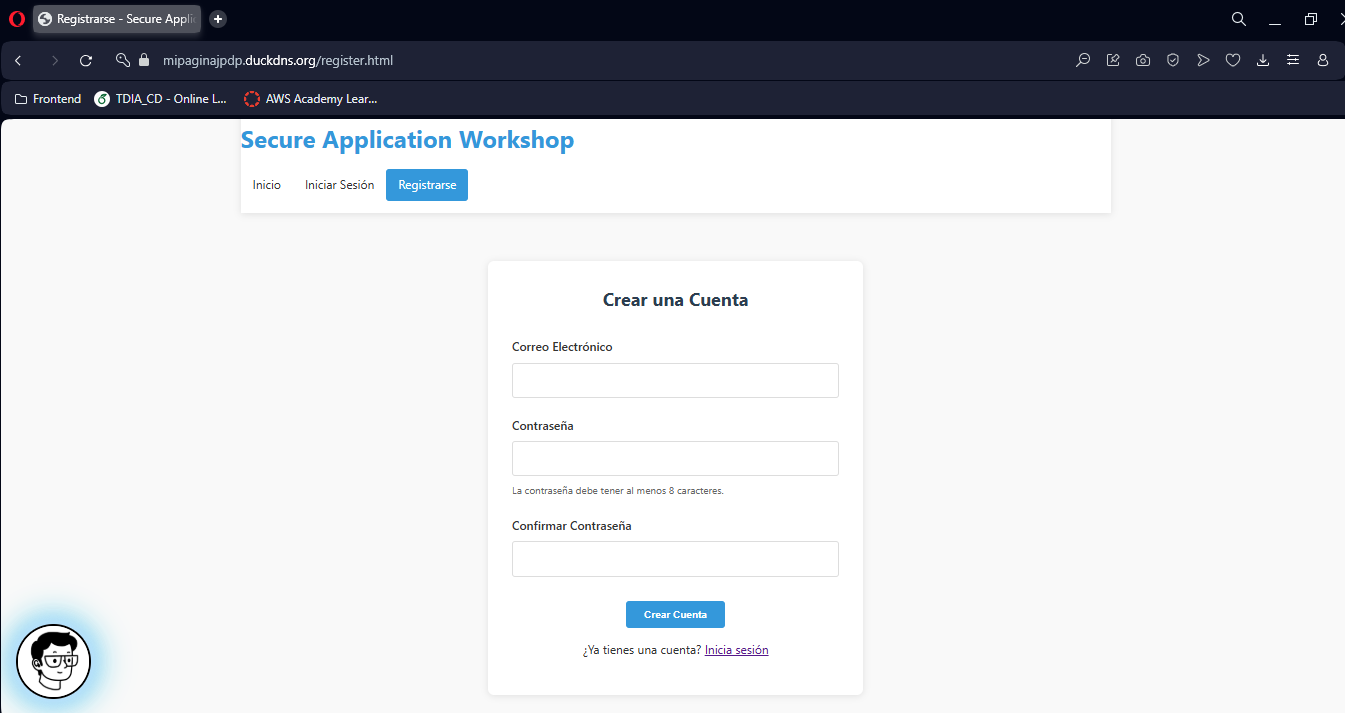 Registrarse - Secure Appli
mipaginajpdp.duckdns.org/register.html
Frontend TDIA_CD - Online L... AWS Academy Lear...
Secure Application Workshop
Inicio Iniciar Sesión Registrarse
Crear una Cuenta
Correo Electrónico
Contraseña
La contraseña debe tener al menos 8 caracteres.
Confirmar Contraseña
Crear Cuenta
¿Ya tienes una cuenta? Inicia sesión